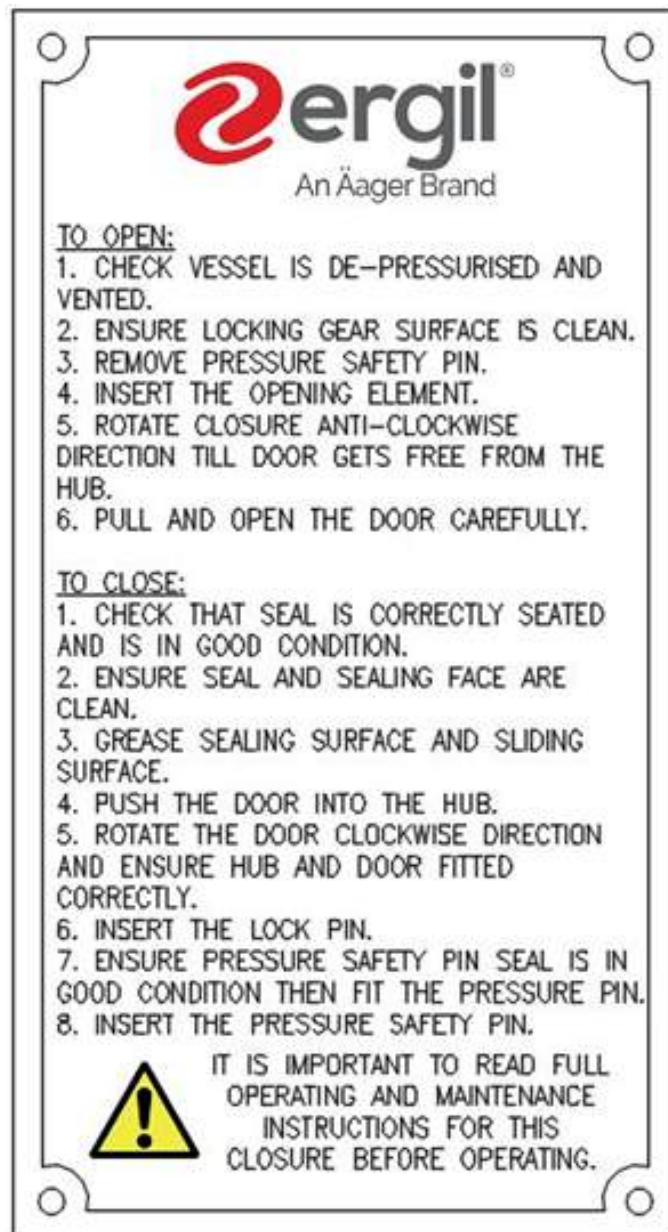 ergil®
An Äager Brand
TO OPEN:
1. CHECK VESSEL IS DE-PRESSURISED AND
VENTED.
2. ENSURE LOCKING GEAR SURFACE IS CLEAN.
3. REMOVE PRESSURE SAFETY PIN.
4. INSERT THE OPENING ELEMENT.
5. ROTATE CLOSURE ANTI-CLOCKWISE
DIRECTION TILL DOOR GETS FREE FROM THE
HUB.
6. PULL AND OPEN THE DOOR CAREFULLY.
TO CLOSE:
1. CHECK THAT SEAL IS CORRECTLY SEATED
AND IS IN GOOD CONDITION.
2. ENSURE SEAL AND SEALING FACE ARE
CLEAN.
3. GREASE SEALING SURFACE AND SLIDING
SURFACE.
4. PUSH THE DOOR INTO THE HUB.
5. ROTATE THE DOOR CLOCKWISE DIRECTION
AND ENSURE HUB AND DOOR FITTED
CORRECTLY.
6. INSERT THE LOCK PIN.
7. ENSURE PRESSURE SAFETY PIN SEAL IS IN
GOOD CONDITION THEN FIT THE PRESSURE PIN.
8. INSERT THE PRESSURE SAFETY PIN.
IT IS IMPORTANT TO READ FULL
OPERATING AND MAINTENANCE
INSTRUCTIONS FOR THIS
CLOSURE BEFORE OPERATING.